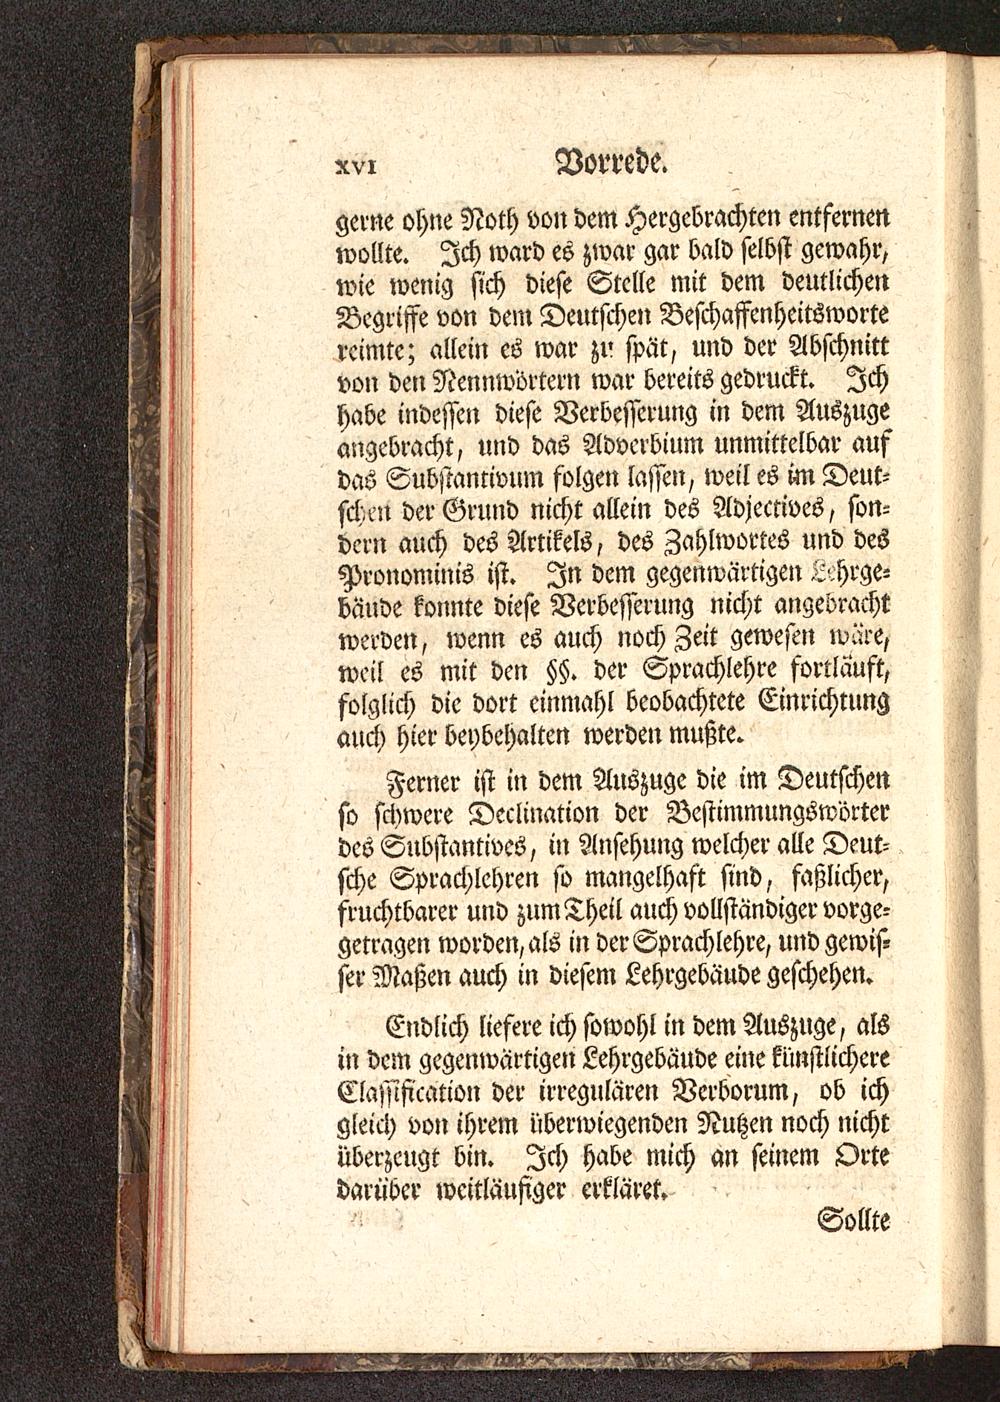 XVI Vorrede.
gerne ohne Noth von dem Hergebrachten entfernen
wollte. Ich ward es zwar gar bald selbst gewahr,
wie wenig sich diese Stelle mit dem deutlichen
Begriffe von dem Deutschen Beschaffenheitsworte
reimte; allein es war zu spät, und der Abschnitt
von den Nennwörtern war bereits gedruckt. Ich
habe indessen diese Verbesserung in dem Auszuge
angebracht, und das Adverbium unmittelbar auf
das Substantivum folgen lassen, weil es im Deut-
schen der Grund nicht allein des Adjectives, son-
dern auch des Artikels, des Zahlwortes und des
Pronominis ist. In dem gegenwärtigen Lehrge-
bäude konnte diese Verbesserung nicht angebracht
werden, wenn es auch noch Zeit gewesen wäre,
weil es mit den §§. der Sprachlehre fortläuft,
folglich die dort einmahl beobachtete Einrichtung
auch hier beybehalten werden mußte.
Ferner ist in dem Auszuge die im Deutschen
so schwere Declination der Bestimmungswörter
des Substantives, in Ansehung welcher alle Deut-
sche Sprachlehren so mangelhaft sind, faßlicher,
fruchtbarer und zum Theil auch vollständiger vorge-
getragen worden, als in der Sprachlehre, und gewis-
ser Maßen auch in diesem Lehrgebäude geschehen.
Endlich liefere ich sowohl in dem Auszuge, als
in dem gegenwärtigen Lehrgebäude eine künstlichere
Classification der irregulären Verborum, ob ich
gleich von ihrem überwiegenden Nutzen noch nicht
überzeugt bin. Ich habe mich an seinem Orte
darüber weitläufiger erkläret.
Sollte